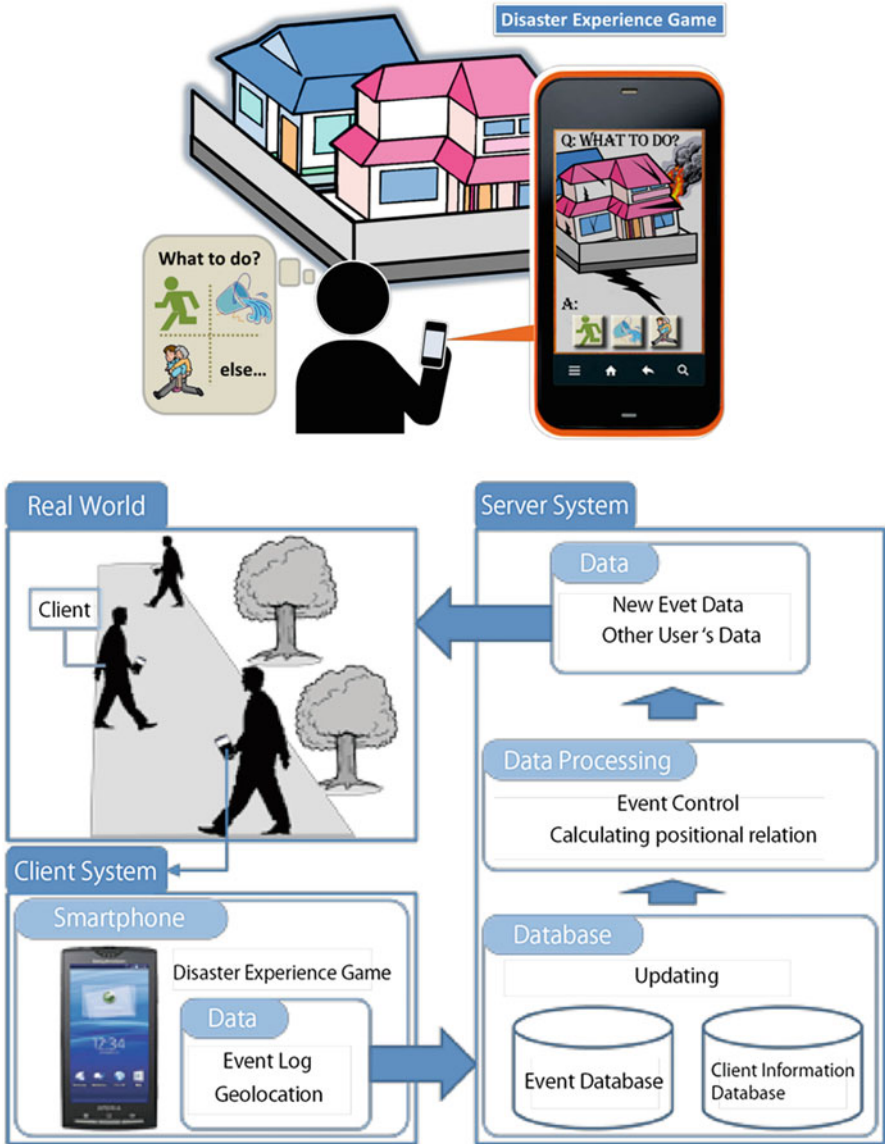 Disaster Experience Game
Q: WHAT TO DO?
What to do?
else...
A:
Real World
Client
Server System
Data
New Evet Data
Other User's Data
Data Processing
Event Control
Calculating positional relation
Client System
Smartphone
Disaster Experience Game
Data
Event Log
Geolocation
12:34
Database
Updating
Event Database
Client Information
Database